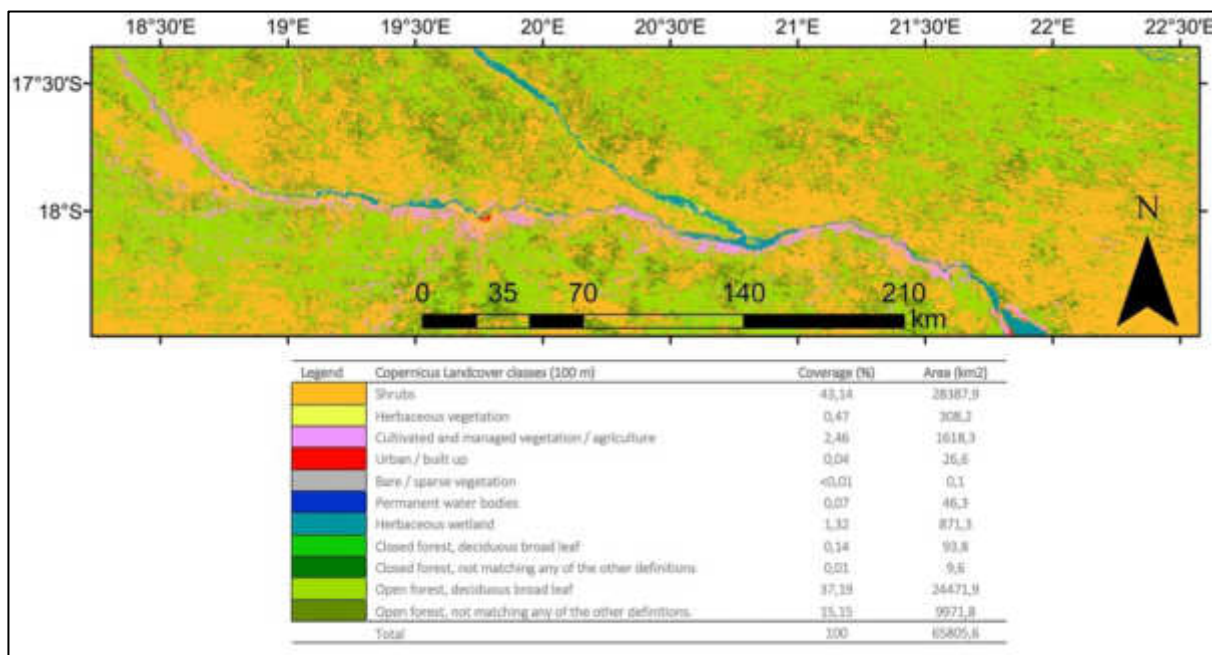 18°30'E 19°E 19°30'E 20°E 20°30'E 21°E 21°30'E 22°E 22°30'E
17°30'S
18°S
N
0 35 70 140 210
km
Legend Copernicus Landcover classes (100 m) Coverage (%) Area (km2)
Shrubs 43,14 28387,9
Herbaceous vegetation 0,47 308,2
Cultivated and managed vegetation / agriculture 2,46 1618,3
Urban / built up 0,04 26,6
Bare / sparse vegetation <0,01 0,1
Permanent water bodies 0,07 46,3
Herbaceous wetland 1,32 871,3
Closed forest, deciduous broad leaf 0,14 93,8
Closed forest, not matching any of the other definitions 0,01 9,6
Open forest, deciduous broad leaf 37,19 24471,9
Open forest, not matching any of the other definitions. 15,15 9971,8
Total 100 65805,6